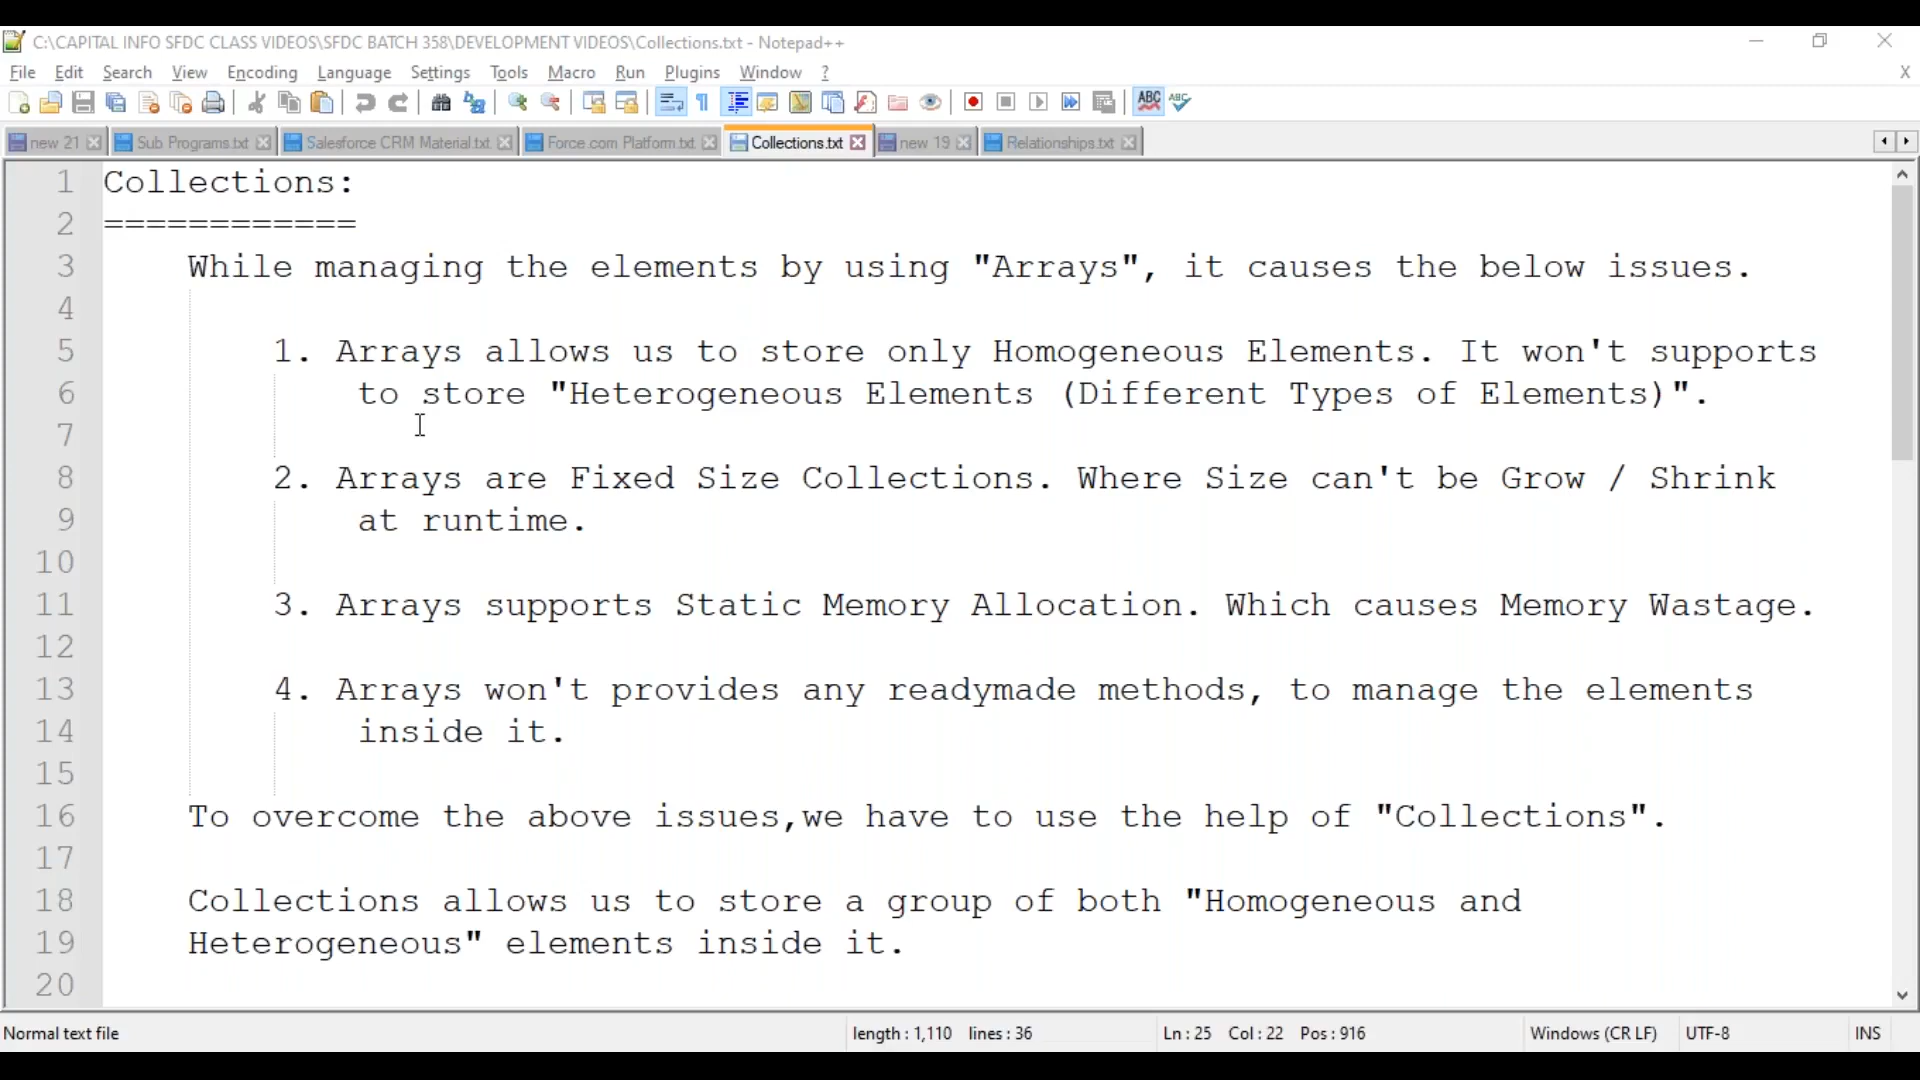 C:\CAPITAL INFO SFDC CLASS VIDEOS\SFDC BATCH 358\DEVELOPMENT VIDEOS\Collections.txt - Notepad++
File Edit Search View Encoding Language Settings Tools Macro Run Plugins Window ? X
new 21 Sub Programs.txt Salesforce CRM Material.txt Force.com Platform.txt Collections.txt new 19 Relationships.txt
1 Collections:
2 ============
3 While managing the elements by using "Arrays", it causes the below issues.
4
5 1. Arrays allows us to store only Homogeneous Elements. It won't supports
6 to store "Heterogeneous Elements (Different Types of Elements)".
7
8 2. Arrays are Fixed Size Collections. Where Size can't be Grow / Shrink
9 at runtime.
10
11 3. Arrays supports Static Memory Allocation. Which causes Memory Wastage.
12
13 4. Arrays won't provides any readymade methods, to manage the elements
14 inside it.
15
16 To overcome the above issues,we have to use the help of "Collections".
17
18 Collections allows us to store a group of both "Homogeneous and
19 Heterogeneous" elements inside it.
20
Normal text file length : 1,110 lines : 36 Ln : 25 Col : 22 Pos : 916 Windows (CR LF) UTF-8 INS